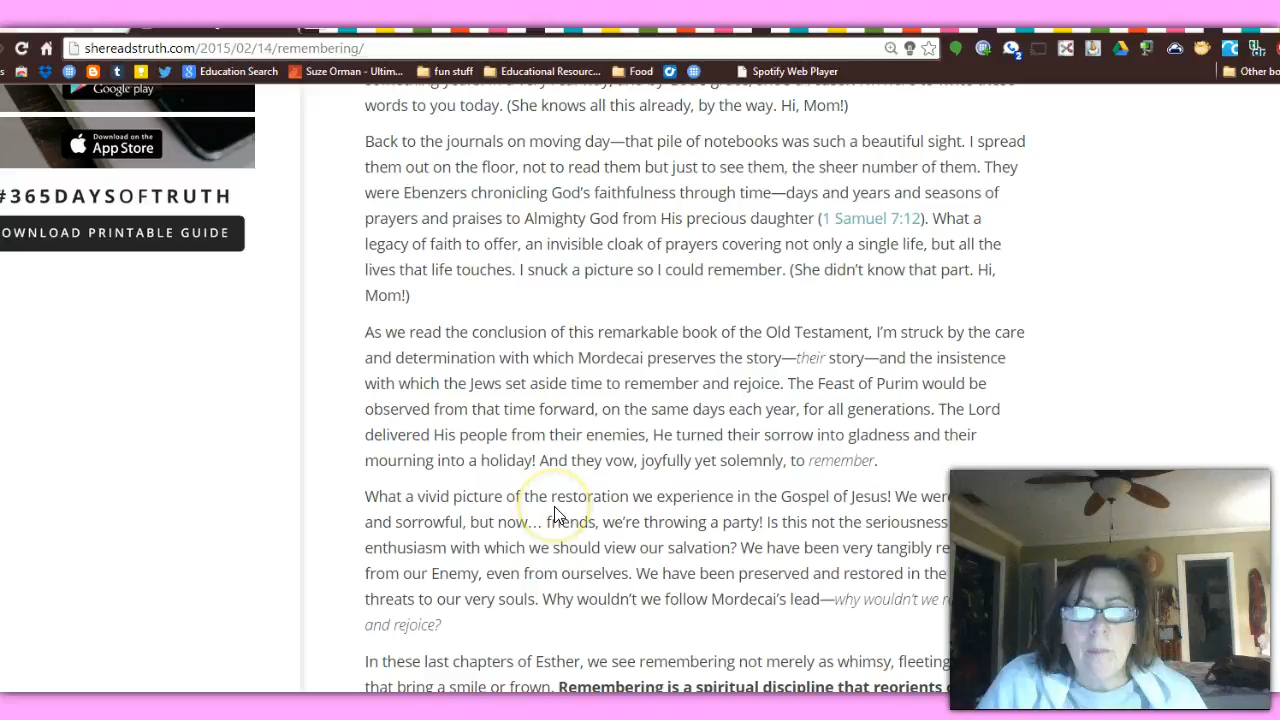 shereadstruth.com/2015/02/14/remembering/
Education Search
Suze Orman - Ultim...
fun stuff
Educational Resourc...
Food
Spotify Web Player
Other bo
Google play
words to you today. (She knows all this already, by the way. Hi, Mom!)
Download on the
App Store
Back to the journals on moving day—that pile of notebooks was such a beautiful sight. I spread
them out on the floor, not to read them but just to see them, the sheer number of them. They
#365DAYSOFTRUTH
were Ebenzers chronicling God's faithfulness through time—days and years and seasons of
prayers and praises to Almighty God from His precious daughter (1 Samuel 7:12). What a
OWNLOAD PRINTABLE GUIDE
legacy of faith to offer, an invisible cloak of prayers covering not only a single life, but all the
lives that life touches. I snuck a picture so I could remember. (She didn't know that part. Hi,
Mom!)
As we read the conclusion of this remarkable book of the Old Testament, I'm struck by the care
and determination with which Mordecai preserves the story—their story—and the insistence
with which the Jews set aside time to remember and rejoice. The Feast of Purim would be
observed from that time forward, on the same days each year, for all generations. The Lord
delivered His people from their enemies, He turned their sorrow into gladness and their
mourning into a holiday! And they vow, joyfully yet solemnly, to remember.
What a vivid picture of the restoration we experience in the Gospel of Jesus! We wer
and sorrowful, but now… friends, we're throwing a party! Is this not the seriousness
enthusiasm with which we should view our salvation? We have been very tangibly re
from our Enemy, even from ourselves. We have been preserved and restored in the
threats to our very souls. Why wouldn't we follow Mordecai's lead—why wouldn't we r
and rejoice?
In these last chapters of Esther, we see remembering not merely as whimsy, fleeting
that bring a smile or frown. Remembering is a spiritual discipline that reorients